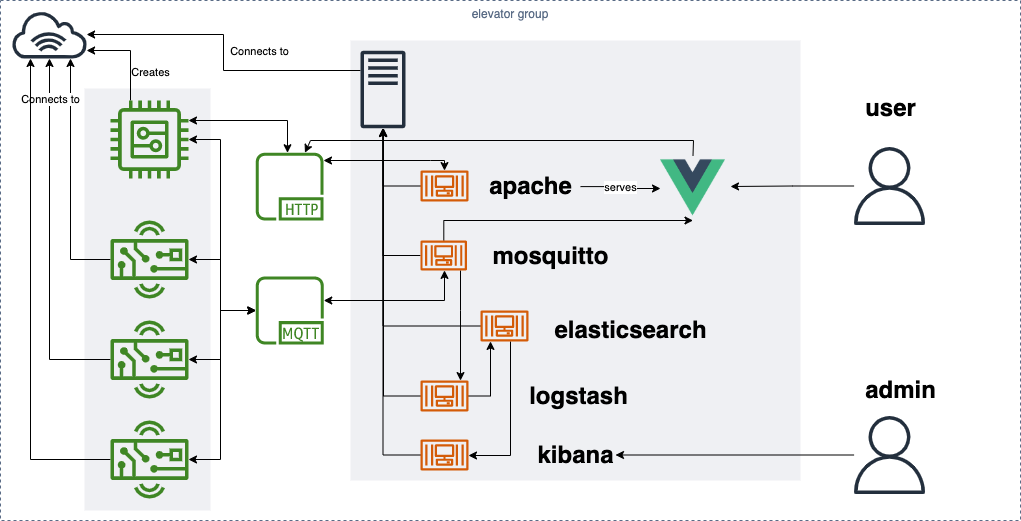 elevator group
Connects to
Creates
Connects to
user
HTTP
apache
serves
mosquitto
MQTT
elasticsearch
logstash
admin
kibana